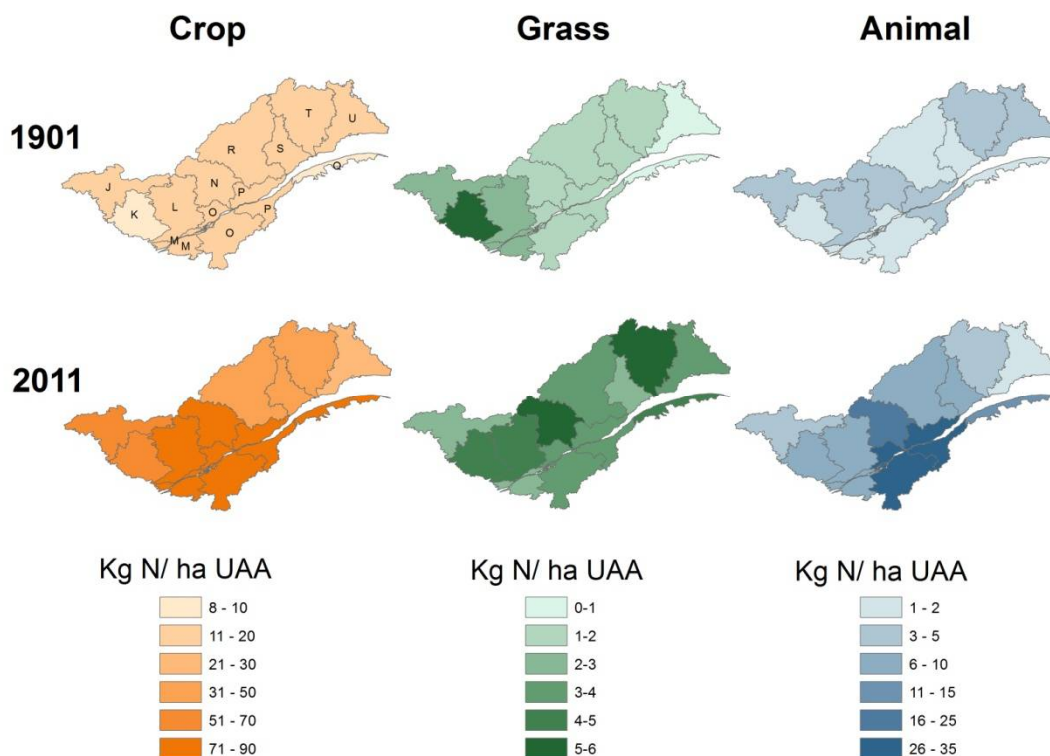 Crop Grass Animal
1901
T
U
R
S
Q
J
N
P
K
L
O
P
M
M
O
2011
Kg N/ ha UAA Kg N/ ha UAA Kg N/ ha UAA
8 - 10 0-1 1 - 2
11 - 20 1-2 3 - 5
21 - 30 2-3 6 - 10
31 - 50 3-4 11 - 15
51 - 70 4-5 16 - 25
71 - 90 5-6 26 - 35